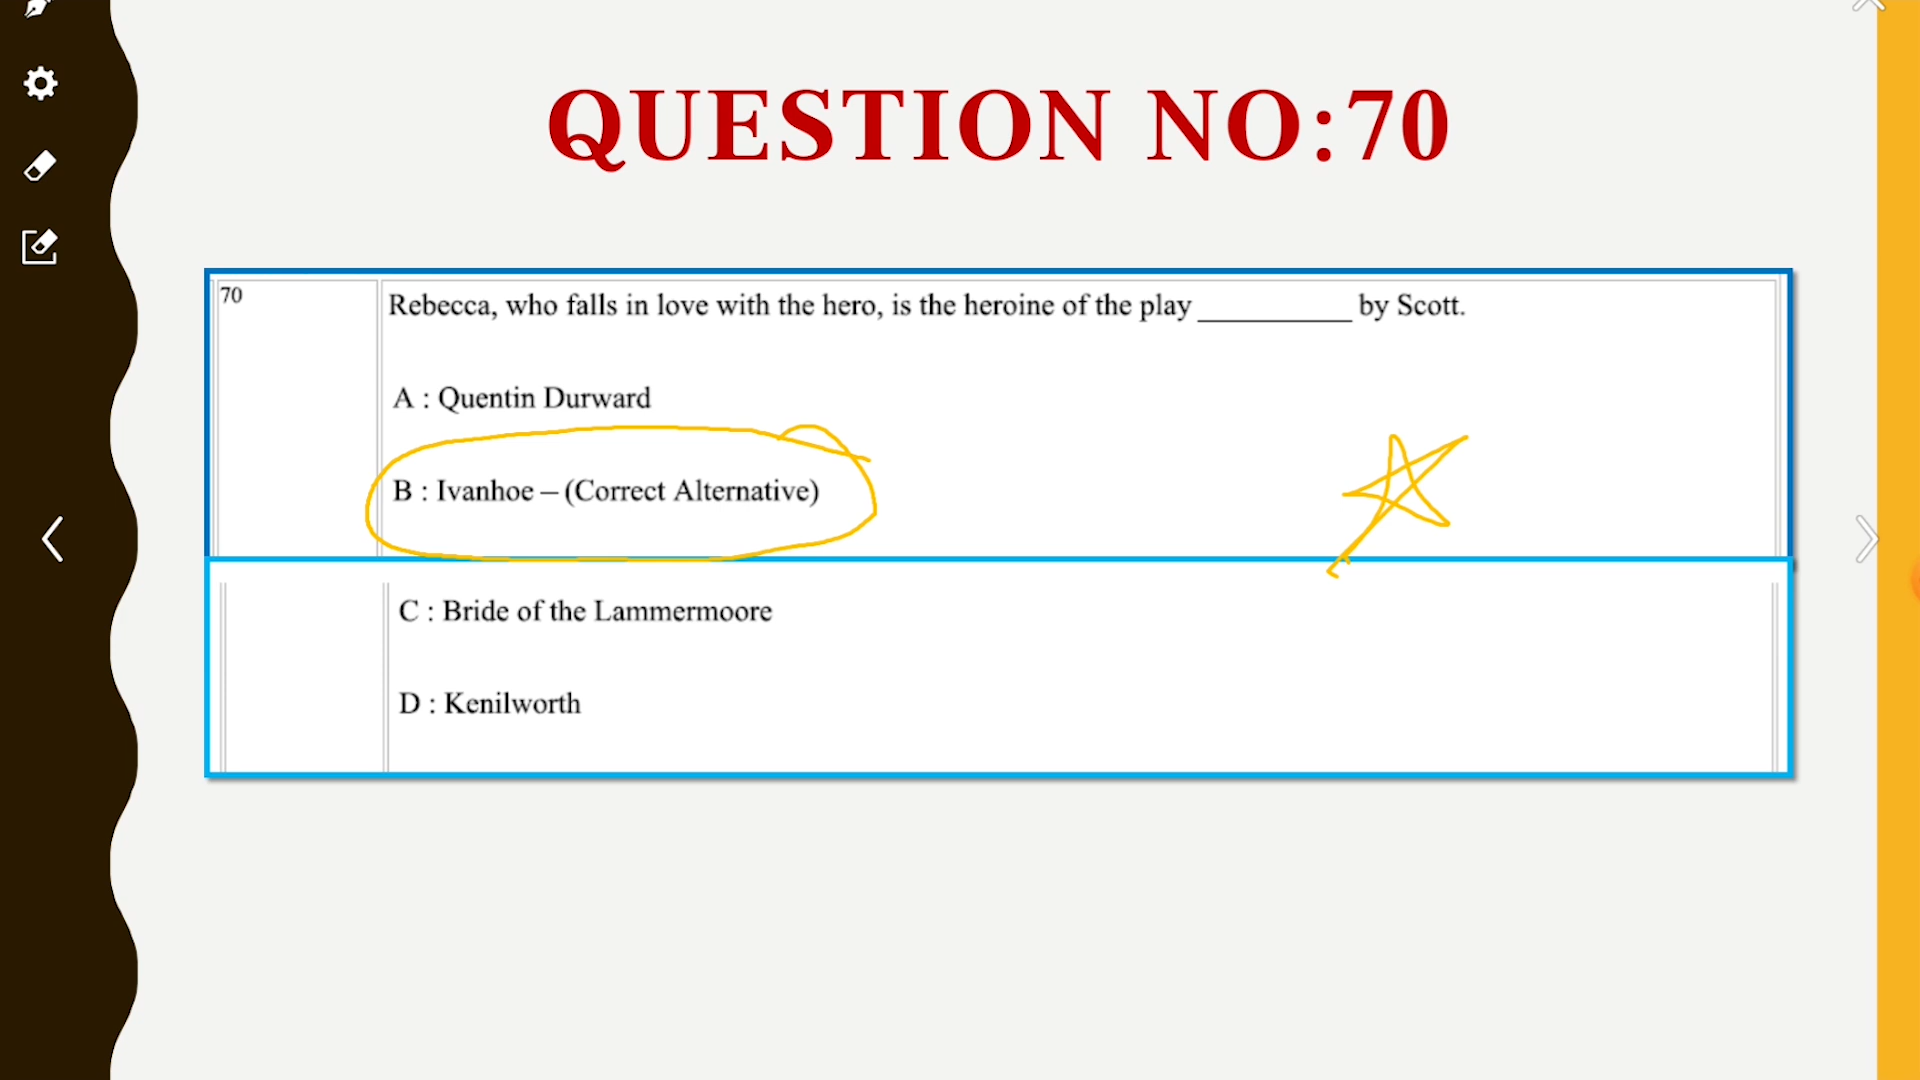 QUESTION NO:70
70
Rebecca, who falls in love with the hero, is the heroine of the play __________ by Scott.
A : Quentin Durward
B : Ivanhoe – (Correct Alternative)
C : Bride of the Lammermoore
D : Kenilworth